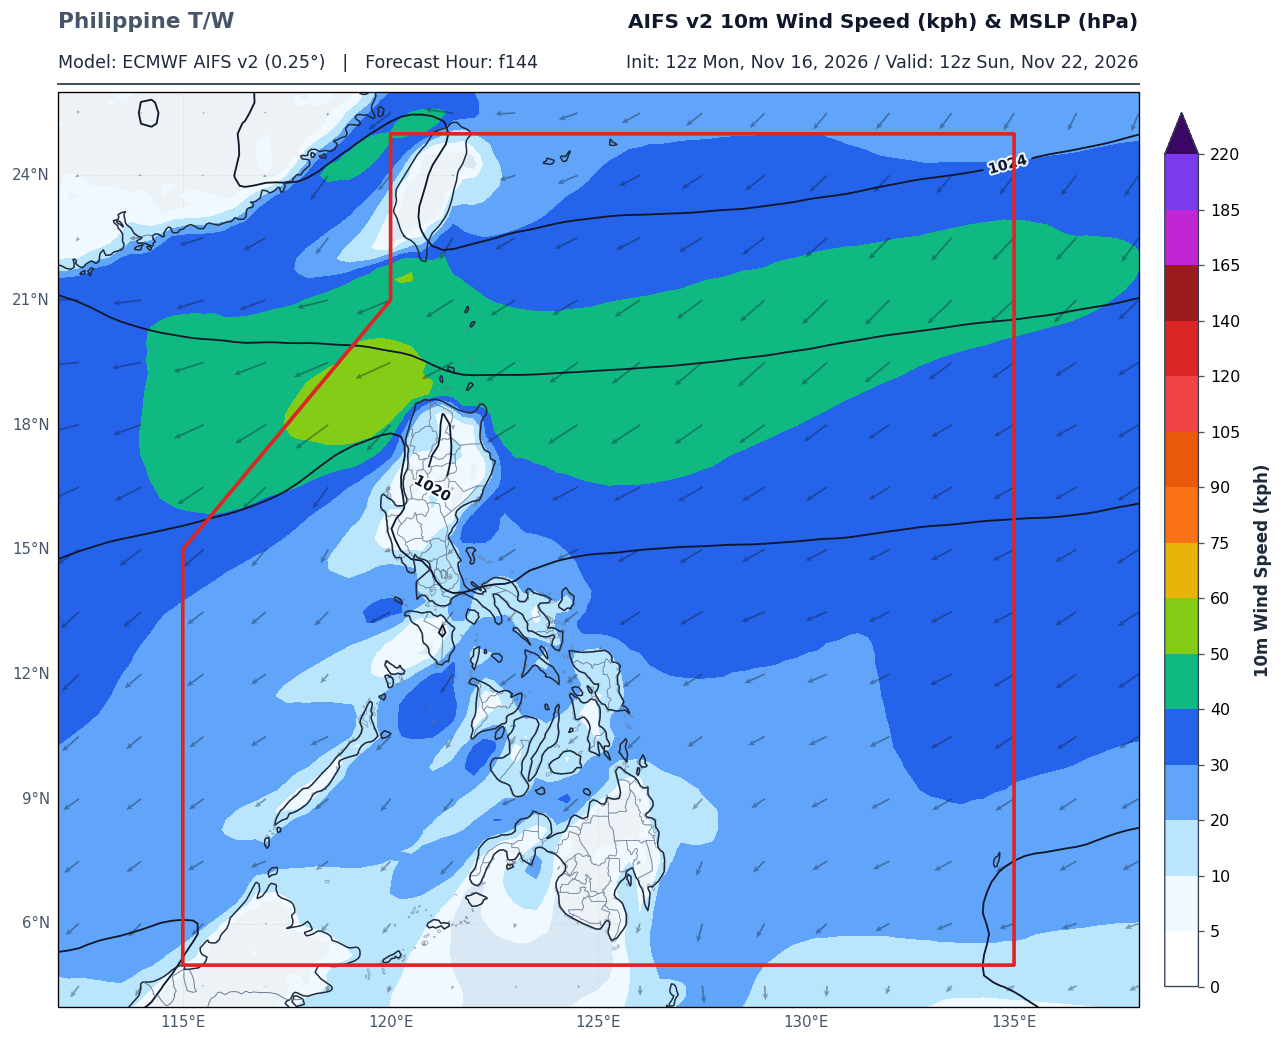 Philippine T/W
AIFS v2 10m Wind Speed (kph) & MSLP (hPa)
Model: ECMWF AIFS v2 (0.25°) | Forecast Hour: f144
Init: 12z Mon, Nov 16, 2026 / Valid: 12z Sun, Nov 22, 2026
24°N
21°N
18°N
15°N
12°N
9°N
6°N
115°E
120°E
125°E
130°E
135°E
1024
1020
220
185
165
140
120
105
90
75
60
50
40
30
20
10
5
0
10m Wind Speed (kph)